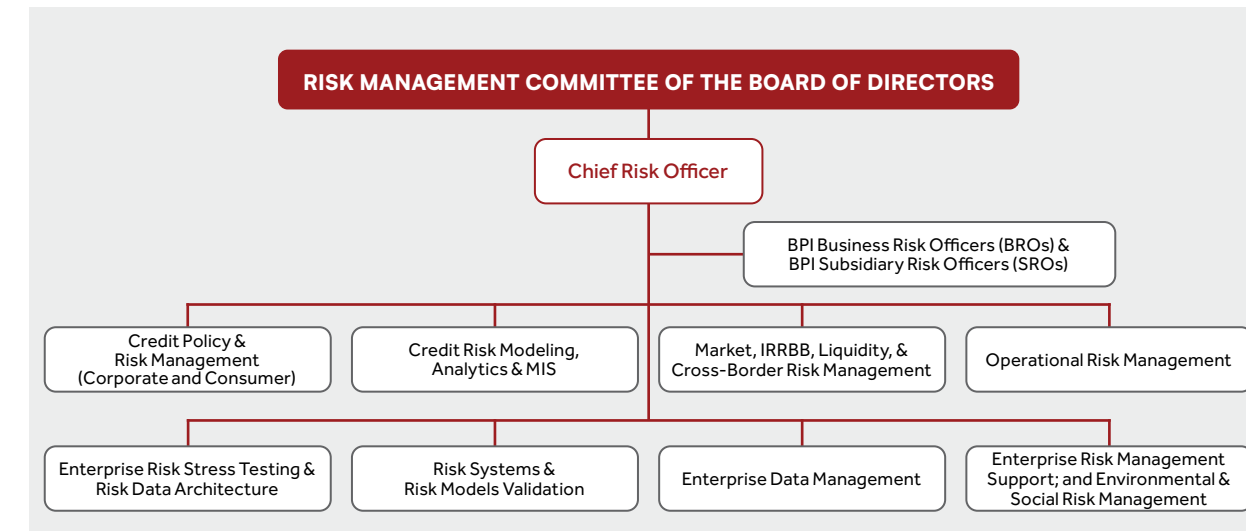 RISK MANAGEMENT COMMITTEE OF THE BOARD OF DIRECTORS
Chief Risk Officer
BPI Business Risk Officers (BROs) &
BPI Subsidiary Risk Officers (SROs)
Credit Policy &
Risk Management
(Corporate and Consumer)
Credit Risk Modeling,
Analytics & MIS
Market, IRRBB, Liquidity, &
Cross-Border Risk Management
Operational Risk Management
Enterprise Risk Stress Testing &
Risk Data Architecture
Risk Systems &
Risk Models Validation
Enterprise Data Management
Enterprise Risk Management
Support; and Environmental &
Social Risk Management